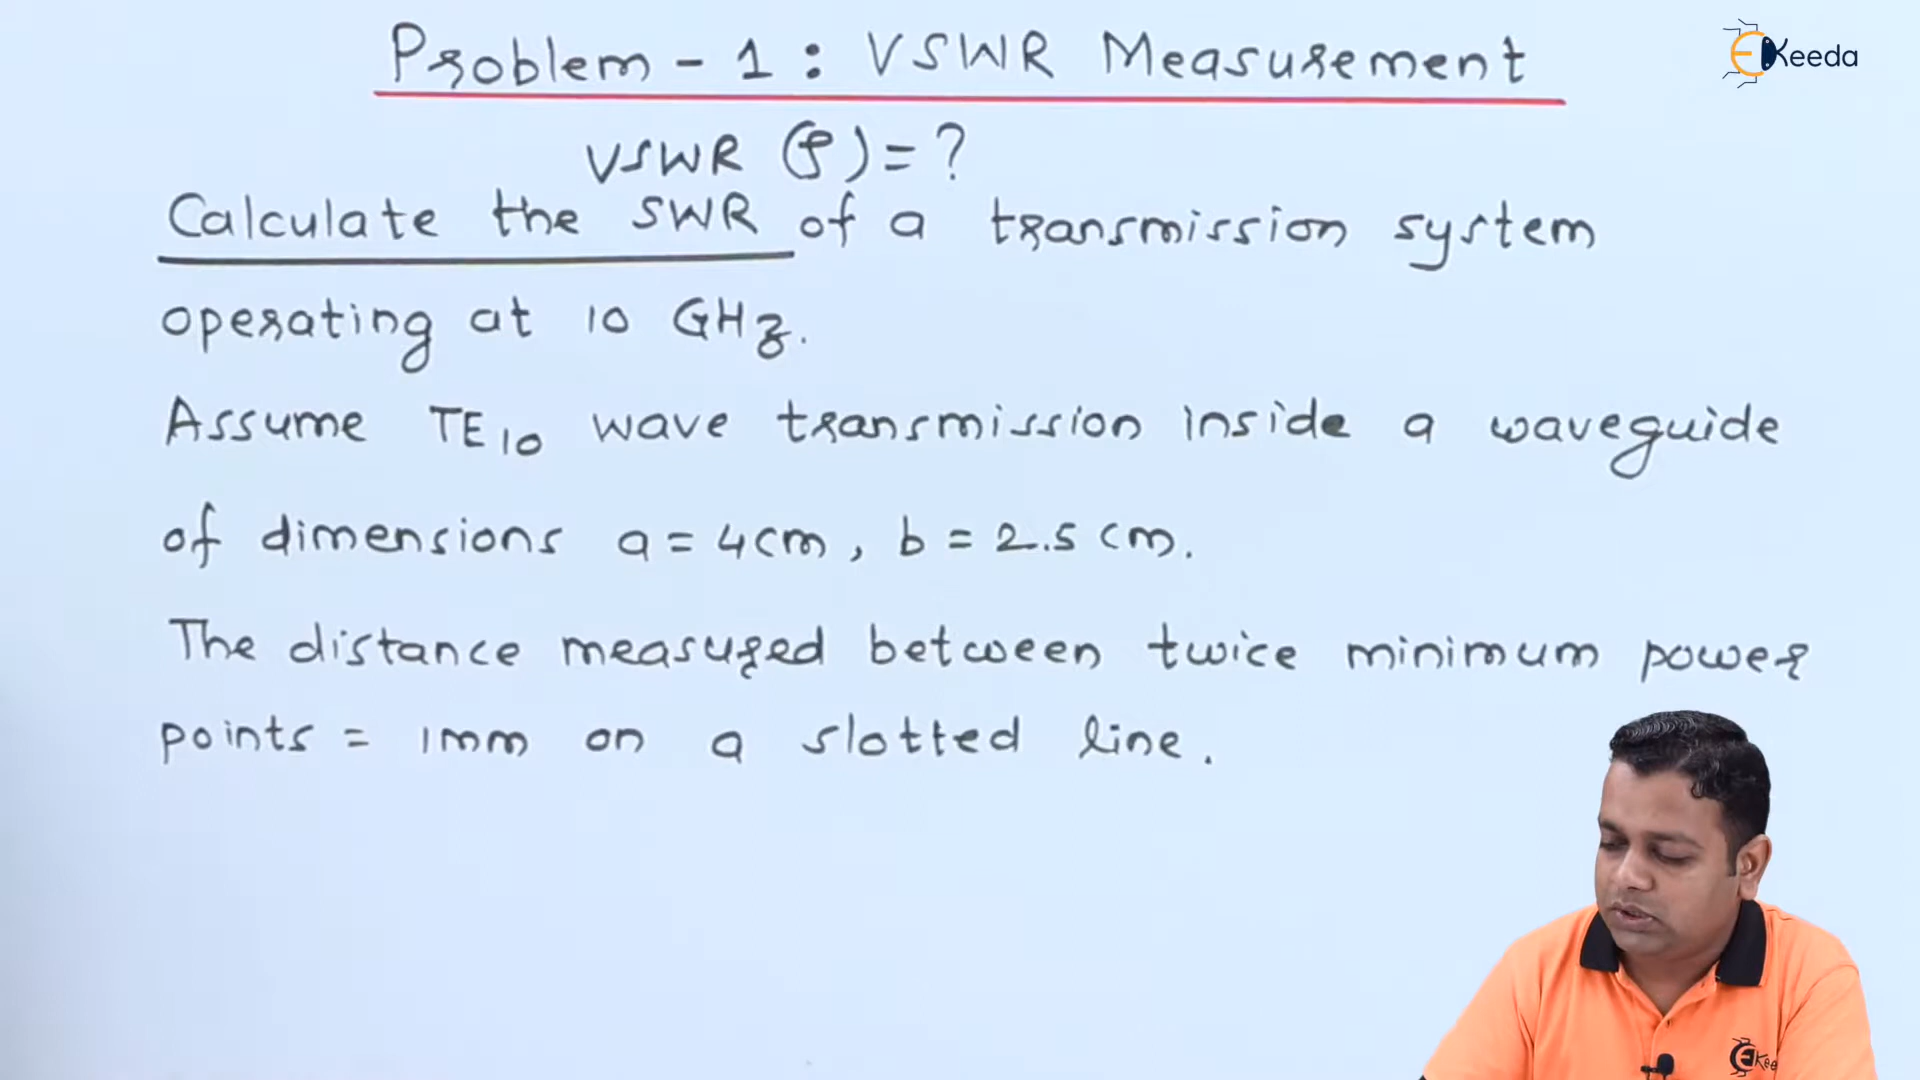 Problem - 1 : VSWR Measurement
EKeeda
VSWR (ρ) = ?
Calculate the SWR of a transmission system
operating at 10 GHz.
Assume TE10 wave transmission inside a waveguide
of dimensions a = 4cm, b = 2.5 cm.
The distance measured between twice minimum power
points = 1mm on a slotted line.
EKee